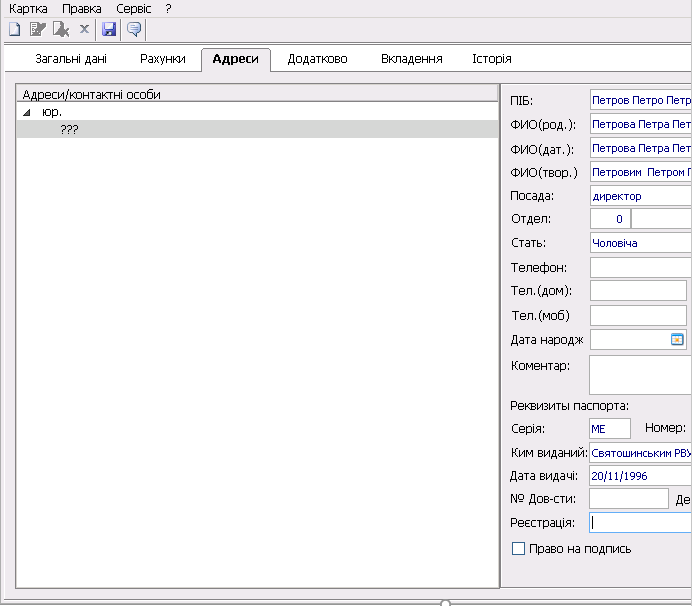 Картка Правка Сервіс ?
Загальні дані Рахунки Адреси Додатково Вкладення Історія
Адреси/контактні особи
юр.
???
ПІБ: Петров Петро Петр
ФИО(род.): Петрова Петра Пет
ФИО(дат.): Петрова Петра Пет
ФИО(твор.) Петровим Петром П
Посада: директор
Отдел: 0
Стать: Чоловіча
Телефон:
Тел.(дом):
Тел.(моб)
Дата народж
Коментар:
Реквизиты паспорта:
Серія: МЕ Номер:
Ким виданий: Святошинським РВУ
Дата видачі: 20/11/1996
№ Дов-сти: Де
Реєстрація:
Право на подпись